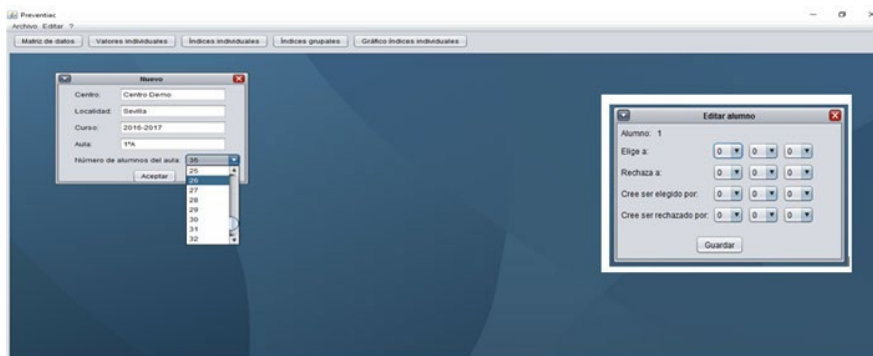 Preventiec
Archivo Editar ?
Matriz de datos Valores individuales Índices individuales Índices grupales Gráfico índices individuales
Nuevo
Centro: Centro Demo
Localidad: Sevilla
Curso: 2016-2017
Aula: 1ºA
Número de alumnos del aula: 35
25
26
27
28
29
30
31
32
Aceptar
Editar alumno
Alumno: 1
Elige a: 0 0 0
Rechaza a: 0 0 0
Cree ser elegido por: 0 0 0
Cree ser rechazado por: 0 0 0
Guardar